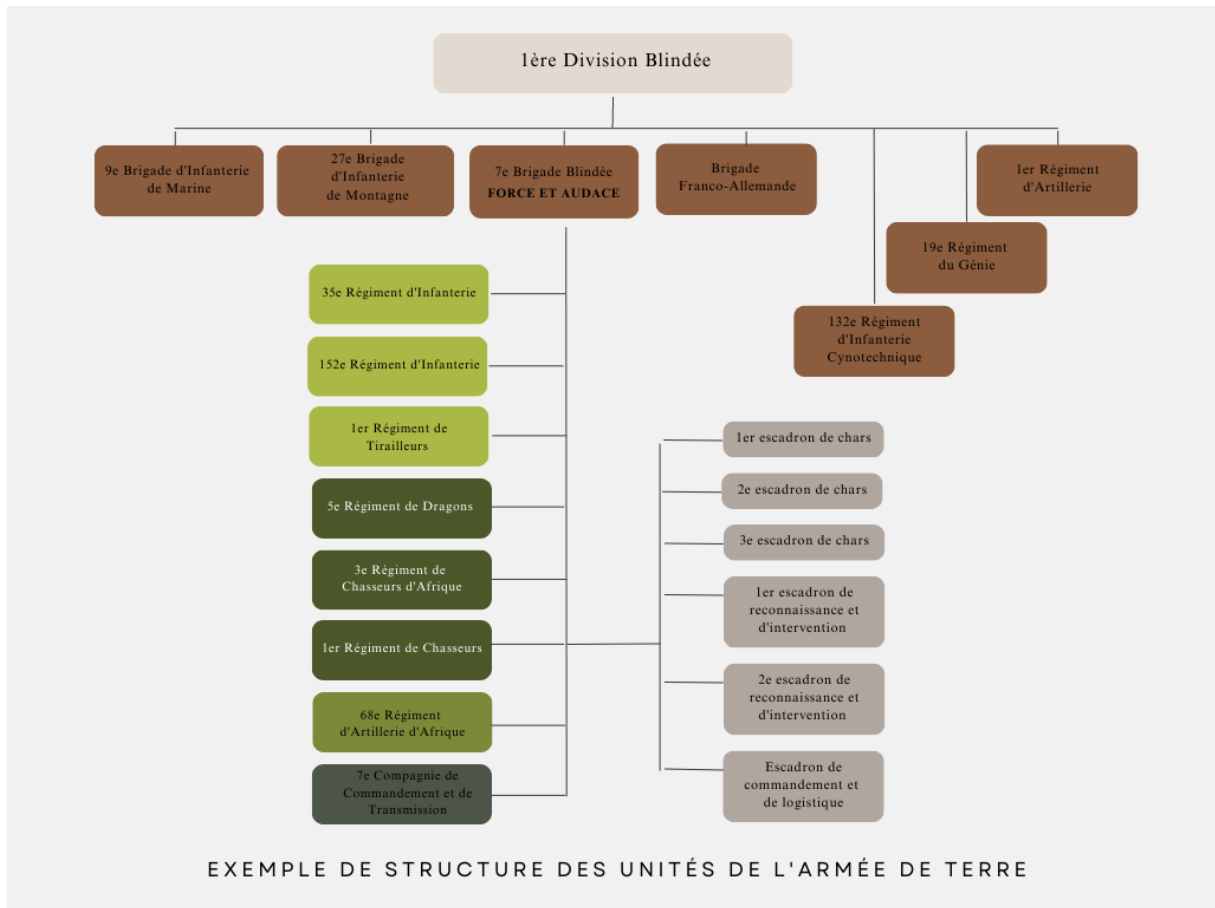 1ère Division Blindée
9e Brigade d'Infanterie
de Marine
27e Brigade
d'Infanterie
de Montagne
7e Brigade Blindée
FORCE ET AUDACE
Brigade
Franco-Allemande
1er Régiment
d'Artillerie
19e Régiment
du Génie
132e Régiment
d'Infanterie
Cynotechnique
35e Régiment d'Infanterie
152e Régiment d'Infanterie
1er Régiment de
Tirailleurs
5e Régiment de Dragons
3e Régiment de
Chasseurs d'Afrique
1er Régiment de Chasseurs
68e Régiment
d'Artillerie d'Afrique
7e Compagnie de
Commandement et de
Transmission
1er escadron de chars
2e escadron de chars
3e escadron de chars
1er escadron de
reconnaissance et
d'intervention
2e escadron de
reconnaissance et
d'intervention
Escadron de
commandement et
de logistique
EXEMPLE DE STRUCTURE DES UNITÉS DE L'ARMÉE DE TERRE